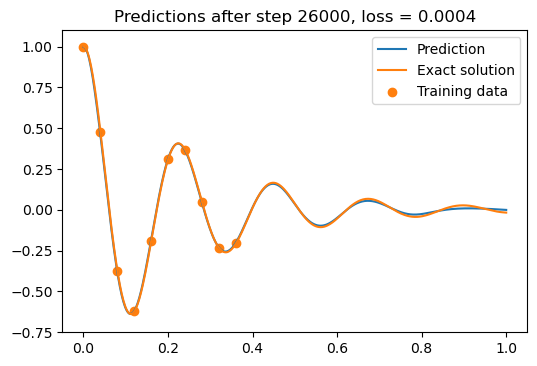 Predictions after step 26000, loss = 0.0004
1.00
0.75
0.50
0.25
0.00
−0.25
−0.50
−0.75
Prediction
Exact solution
Training data
0.0 0.2 0.4 0.6 0.8 1.0